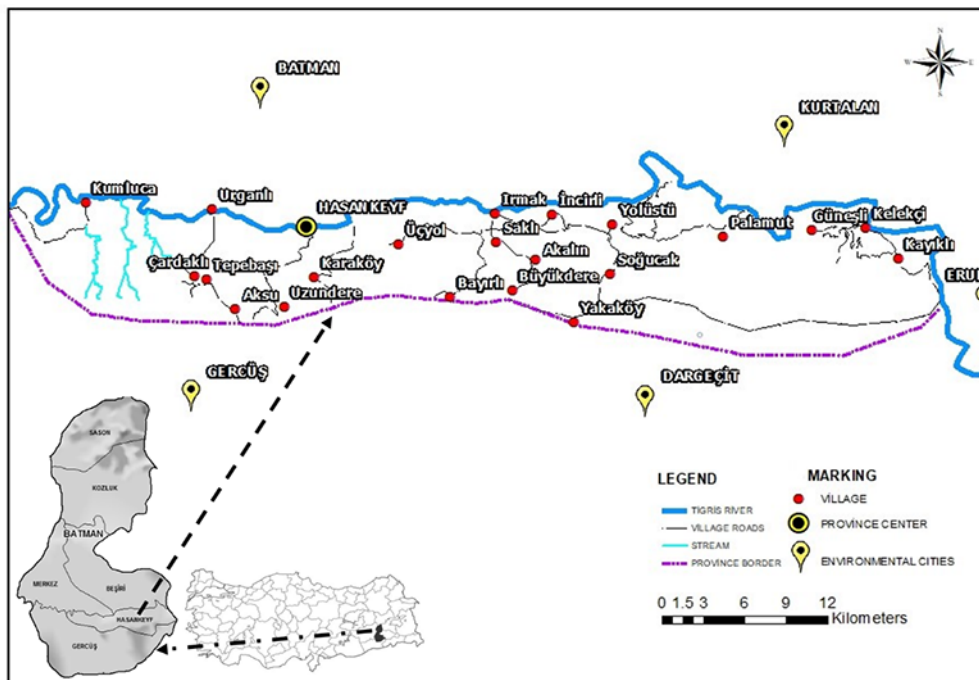 N
W E
S
BATMAN
KURTALAN
Kumluca
Urganlı
HASANKEYF
Irmak
İncirli
Yolüstü
Palamut
Güneşli
Kelekçi
Üçyol
Saklı
Akalın
Kayıklı
Çardaklı
Tepebaşı
Karaköy
Soğucak
Aksu
Uzundere
Bayırlı
Büyükdere
Yakaköy
GERCÜŞ
DARGEÇİT
SASON
KOZLUK
BATMAN
MERKEZ
BEŞİRİ
HASANKEYF
GERCÜŞ
LEGEND
TIGRIS RIVER
VILLAGE ROADS
STREAM
PROVINCE BORDER
MARKING
VİLLAGE
PROVINCE CENTER
ENVIRONMENTAL CITIES
0 1.5 3 6 9 12
Kilometers